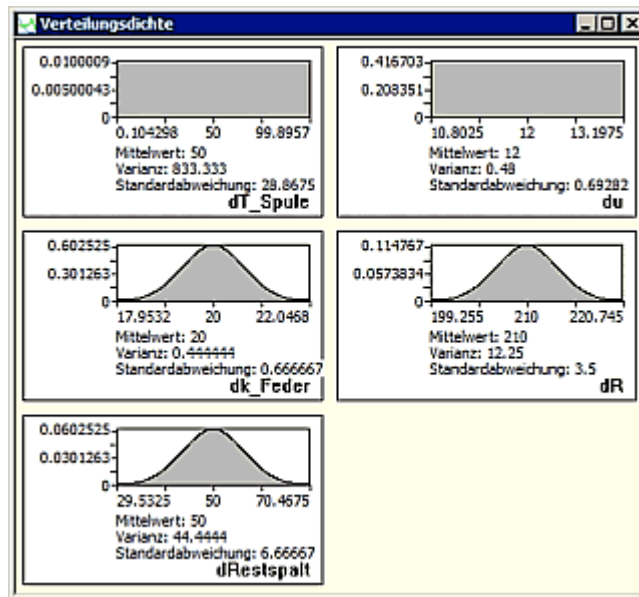 Verteilungsdichte
0.0100009
0.00500043
0
0.104298 50 99.8957
Mittelwert: 50
Varianz: 833.333
Standardabweichung: 28.8675
dT_Spule
0.416703
0.208351
0
10.8025 12 13.1975
Mittelwert: 12
Varianz: 0.48
Standardabweichung: 0.69282
du
0.602525
0.301263
0
17.9532 20 22.0468
Mittelwert: 20
Varianz: 0.444444
Standardabweichung: 0.666667
dk_Feder
0.114767
0.0573834
0
199.255 210 220.745
Mittelwert: 210
Varianz: 12.25
Standardabweichung: 3.5
dR
0.0602525
0.0301263
0
29.5325 50 70.4675
Mittelwert: 50
Varianz: 44.4444
Standardabweichung: 6.66667
dRestspalt